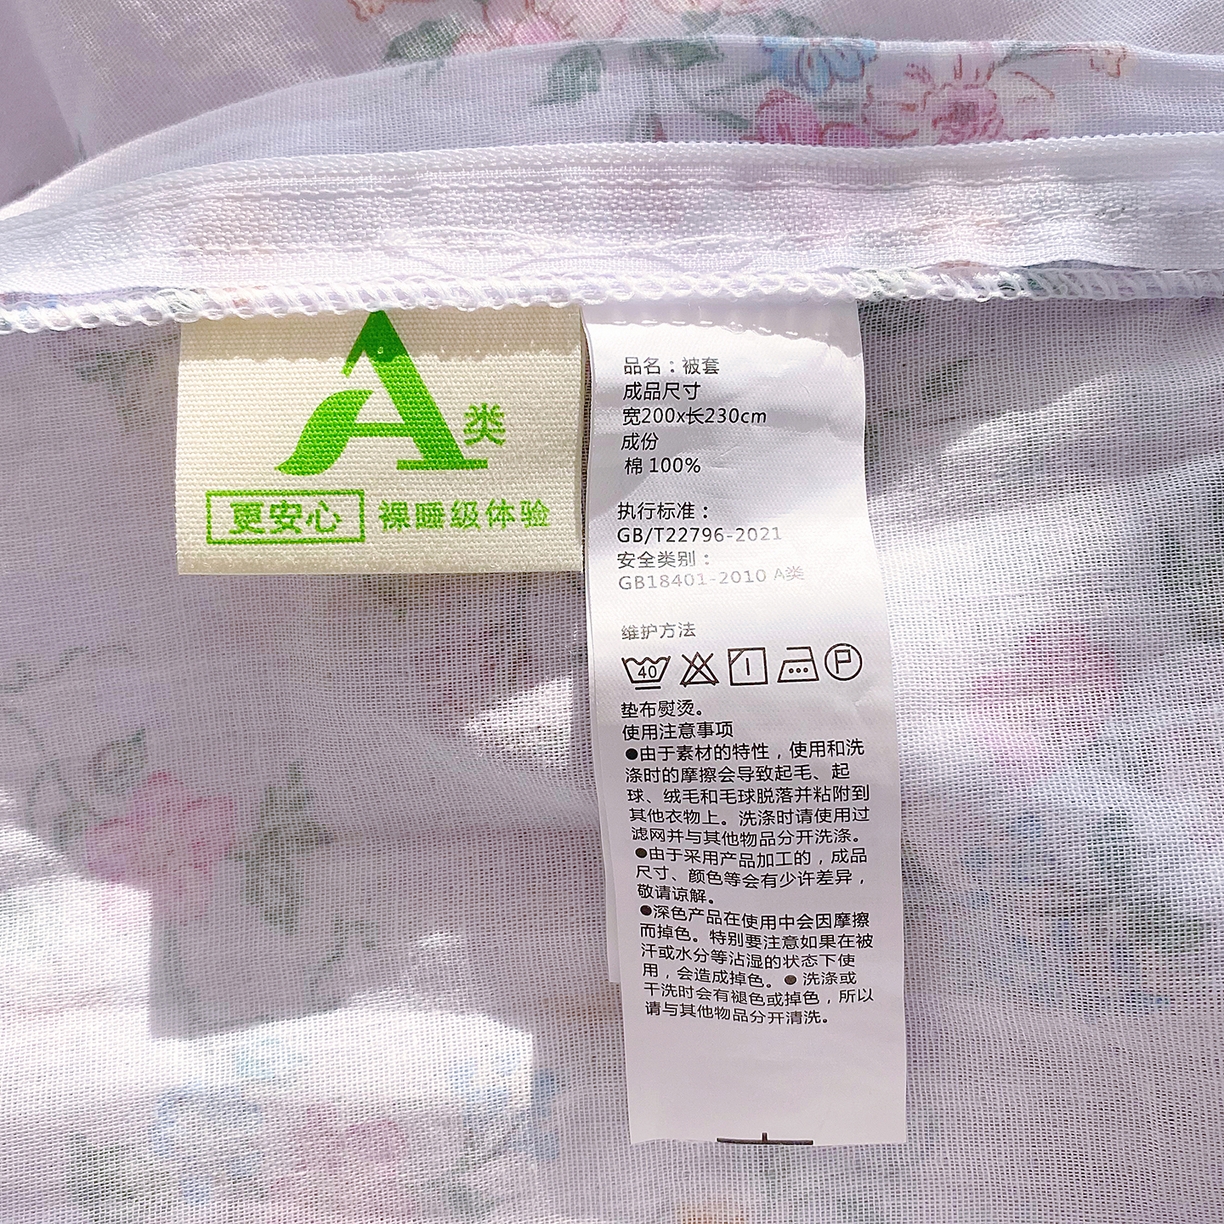 A类
更安心 裸睡级体验
品名：被套
成品尺寸
宽200x长230cm
成份
棉 100%
执行标准：
GB/T22796-2021
安全类别：
GB18401-2010 A类
维护方法
40 P
垫布熨烫。
使用注意事项
●由于素材的特性，使用和洗
涤时的摩擦会导致起毛、起
球、绒毛和毛球脱落并粘附到
其他衣物上。洗涤时请使用过
滤网并与其他物品分开洗涤。
●由于采用产品加工的，成品
尺寸、颜色等会有少许差异，
敬请谅解。
●深色产品在使用中会因摩擦
而掉色。特别要注意如果在被
汗或水分等沾湿的状态下使
用，会造成掉色。●洗涤或
干洗时会有褪色或掉色，所以
请与其他物品分开清洗。